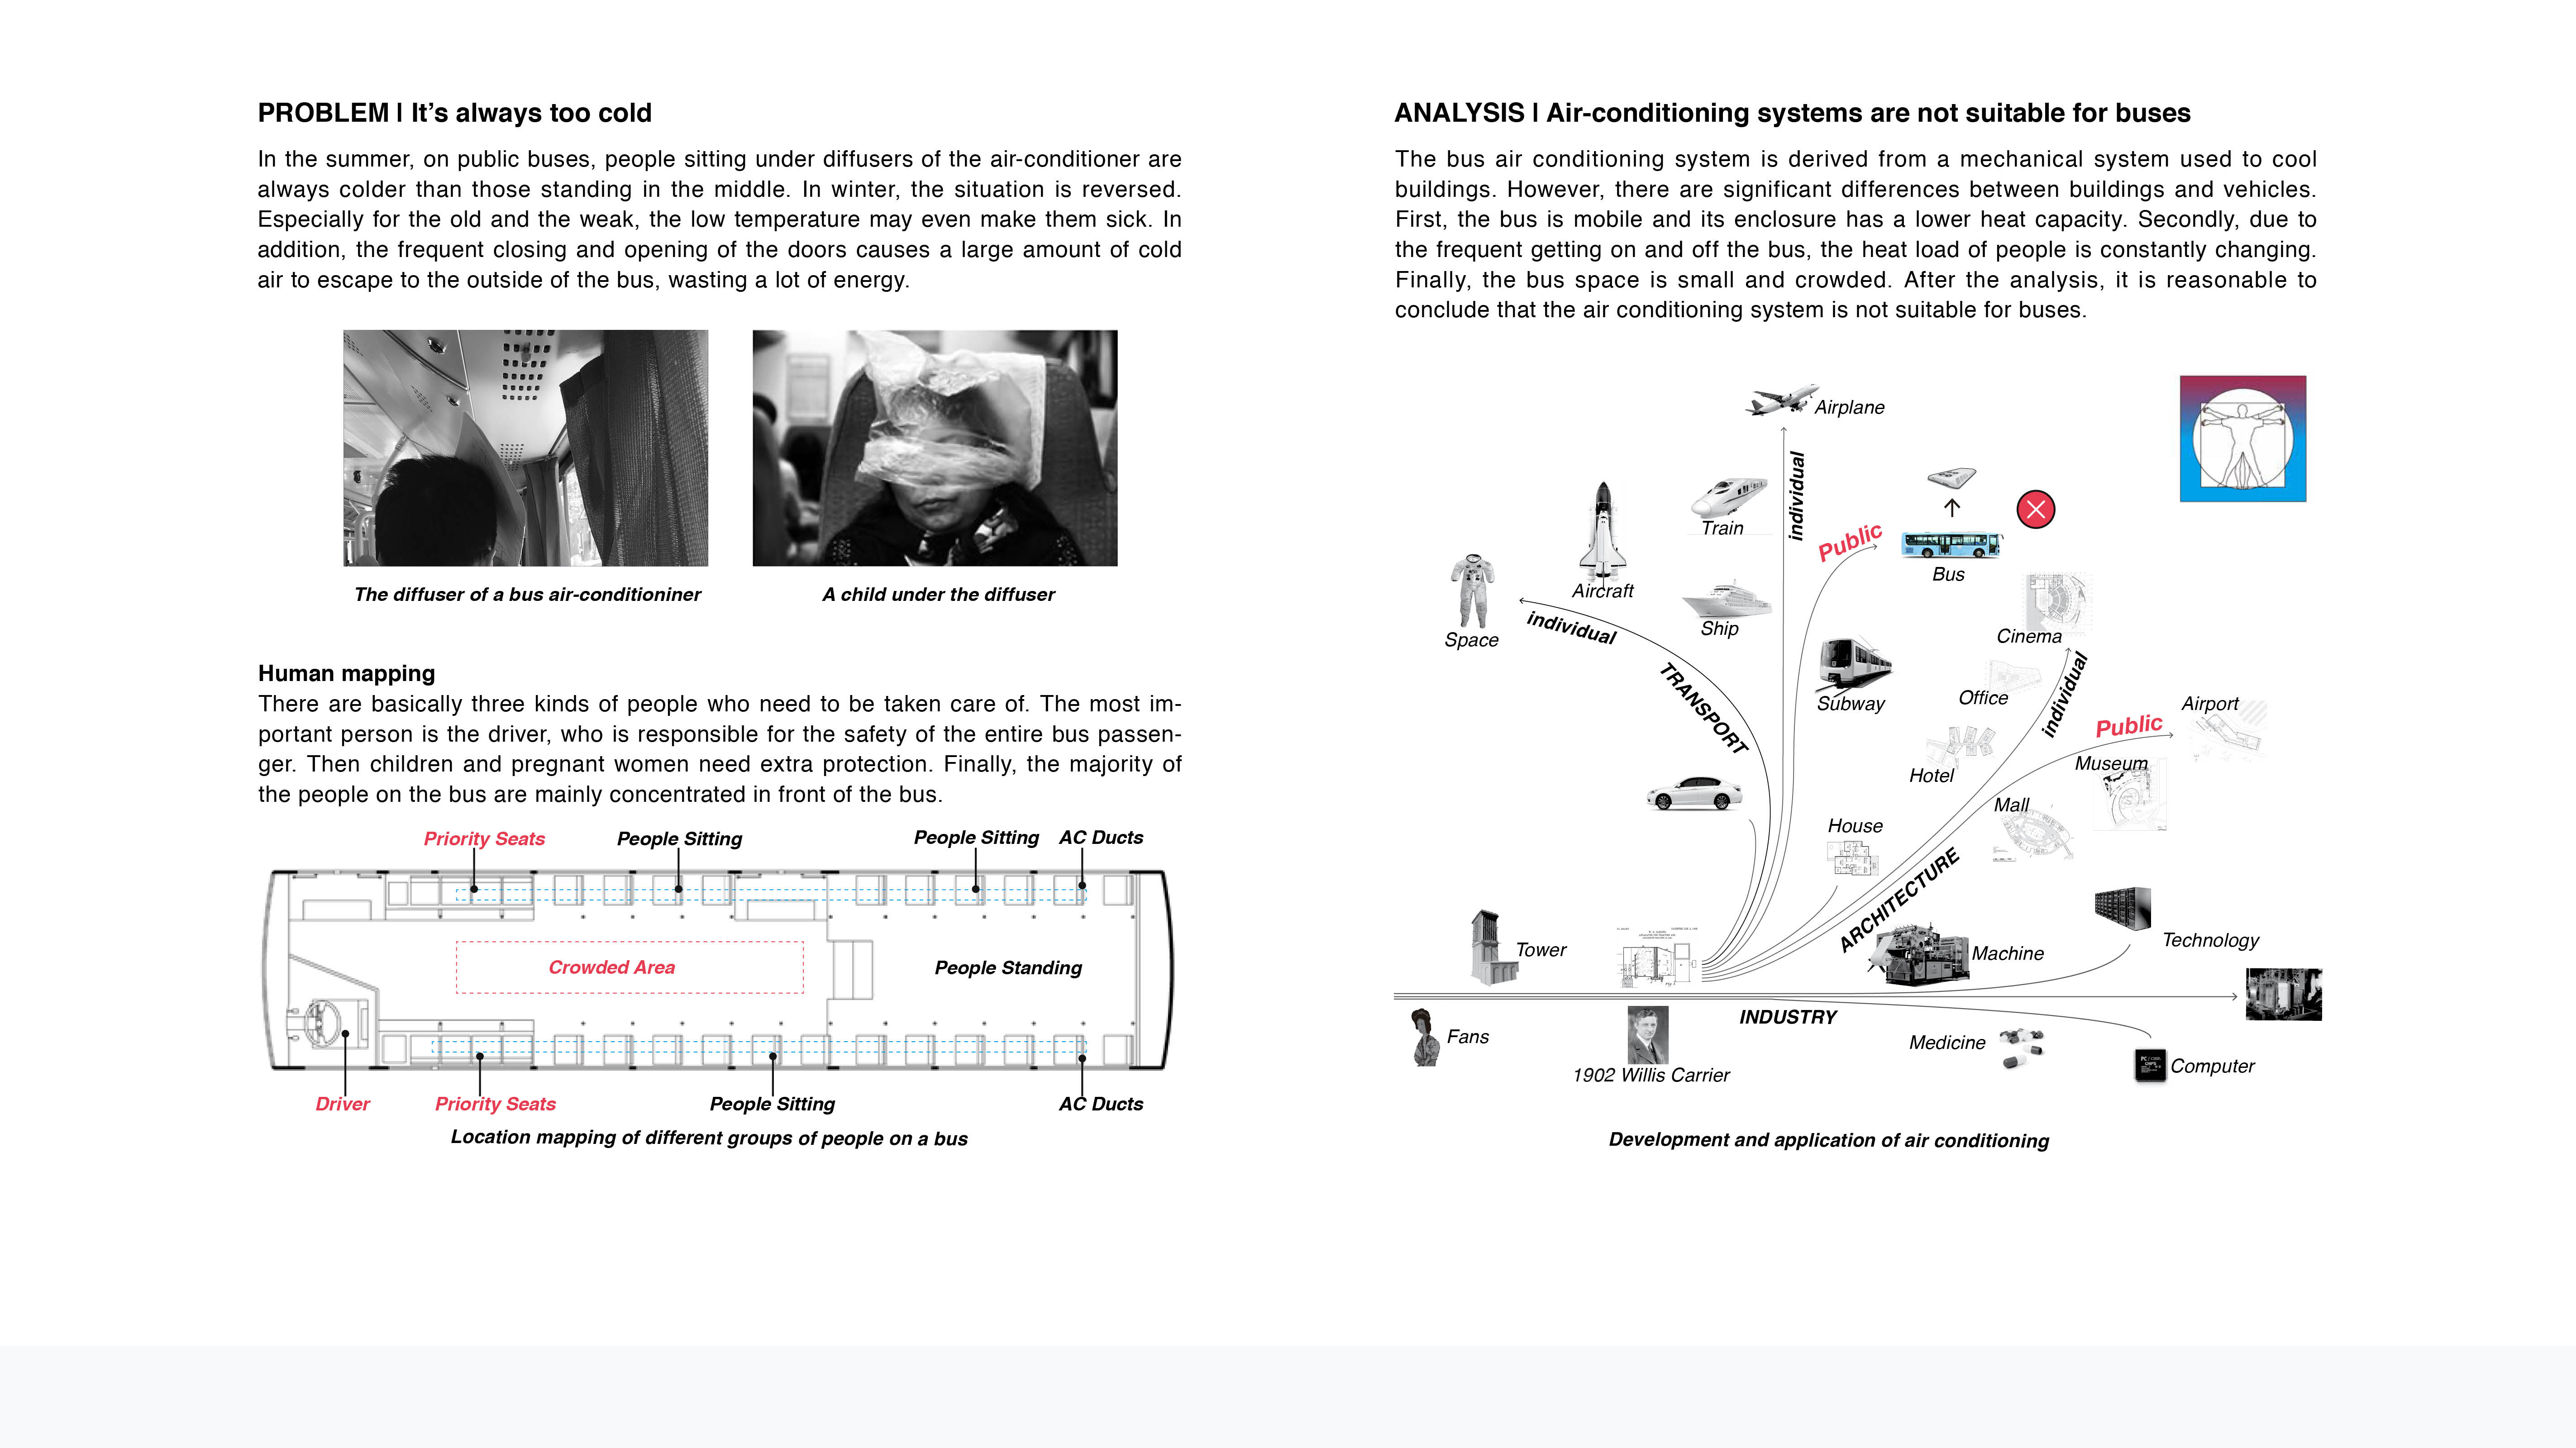 PROBLEM | It’s always too cold
In the summer, on public buses, people sitting under diffusers of the air-conditioner are
always colder than those standing in the middle. In winter, the situation is reversed.
Especially for the old and the weak, the low temperature may even make them sick. In
addition, the frequent closing and opening of the doors causes a large amount of cold
air to escape to the outside of the bus, wasting a lot of energy.
The diffuser of a bus air-conditioniner
A child under the diffuser
Human mapping
There are basically three kinds of people who need to be taken care of. The most im-
portant person is the driver, who is responsible for the safety of the entire bus passen-
ger. Then children and pregnant women need extra protection. Finally, the majority of
the people on the bus are mainly concentrated in front of the bus.
Priority Seats
People Sitting
People Sitting
AC Ducts
Crowded Area
People Standing
Driver
Priority Seats
People Sitting
AC Ducts
Location mapping of different groups of people on a bus
ANALYSIS | Air-conditioning systems are not suitable for buses
The bus air conditioning system is derived from a mechanical system used to cool
buildings. However, there are significant differences between buildings and vehicles.
First, the bus is mobile and its enclosure has a lower heat capacity. Secondly, due to
the frequent getting on and off the bus, the heat load of people is constantly changing.
Finally, the bus space is small and crowded. After the analysis, it is reasonable to
conclude that the air conditioning system is not suitable for buses.
Airplane
individual
Train
Public
Bus
Aircraft
Space
individual
Ship
Cinema
TRANSPORT
Subway
Office
individual
Airport
Public
Hotel
Museum
Mall
House
ARCHITECTURE
Tower
Machine
Technology
INDUSTRY
Fans
1902 Willis Carrier
Medicine
Computer
Development and application of air conditioning